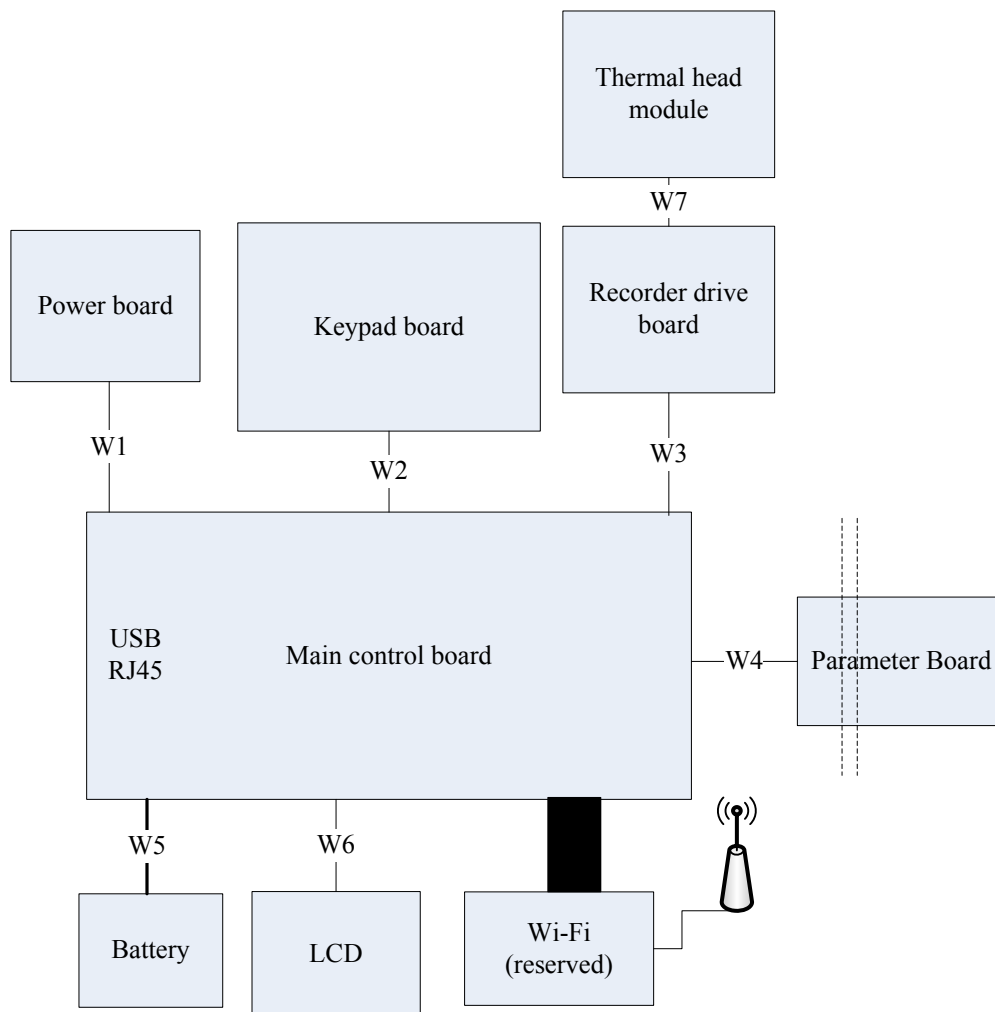 Thermal head
module
W7
Power board
Keypad board
Recorder drive
board
W1
W2
W3
USB
RJ45
Main control board
W4
Parameter Board
W5
W6
Battery
LCD
Wi-Fi
(reserved)